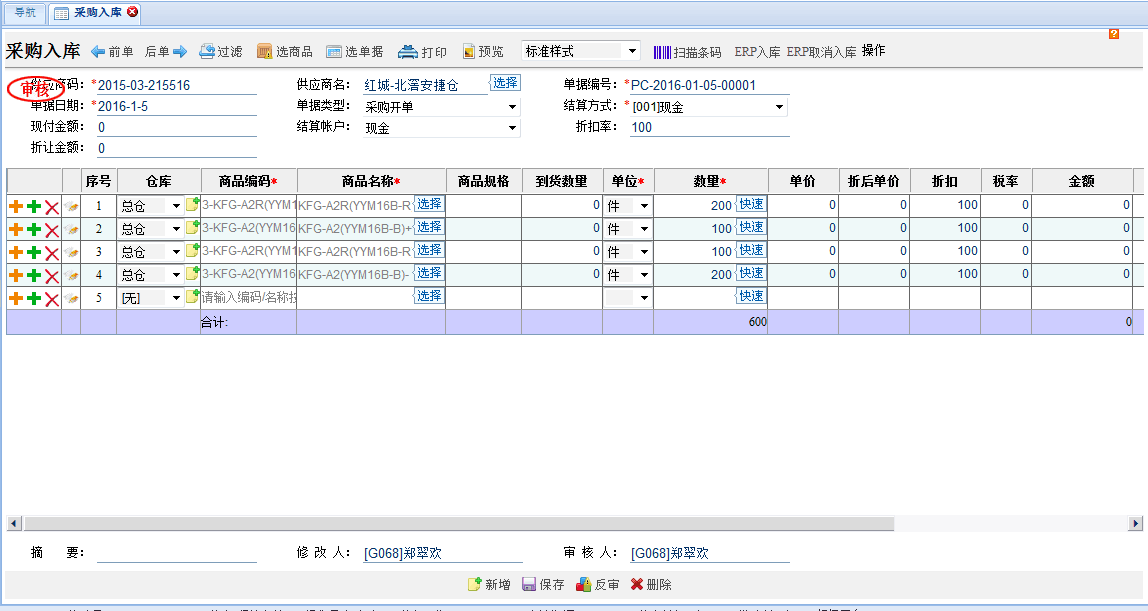 导航 采购入库
采购入库 前单 后单 过滤 选商品 选单据 打印 预览 标准样式 扫描条码 ERP入库 ERP取消入库 操作
审核
商码: *2015-03-215516 供应商名: 红城-北滘安捷仓 选择 单据编号: *PC-2016-01-05-00001
单据日期: *2016-1-5 单据类型: 采购开单 结算方式: *[001]现金
现付金额: 0 结算帐户: 现金 折扣率: 100
折让金额: 0
序号 仓库 商品编码* 商品名称* 商品规格 到货数量 单位* 数量* 单价 折后单价 折扣 税率 金额
1 总仓 3-KFG-A2R(YYM1 KFG-A2R(YYM16B-R 选择 0 件 200 快速 0 0 100 0 0
2 总仓 3-KFG-A2(YYM16 KFG-A2(YYM16B-B)+ 选择 0 件 100 快速 0 0 100 0 0
3 总仓 3-KFG-A2R(YYM1 KFG-A2R(YYM16B-R 选择 0 件 100 快速 0 0 100 0 0
4 总仓 3-KFG-A2(YYM16 KFG-A2(YYM16B-B)- 选择 0 件 200 快速 0 0 100 0 0
5 [无] 请输入编码/名称按 选择 快速
合计: 600 0
摘 要: 修 改 人: [G068]郑翠欢 审 核 人: [G068]郑翠欢
新增 保存 反审 删除